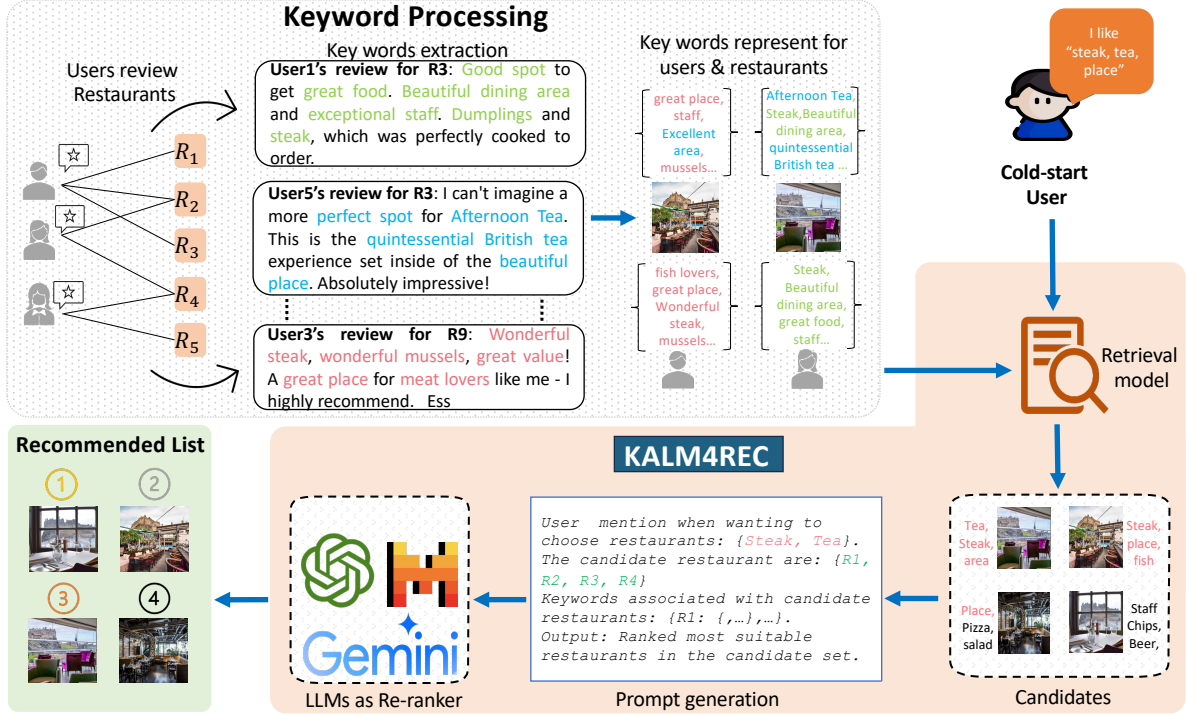 Keyword Processing
Users review
Restaurants
R1
R2
R3
R4
R5
Key words extraction
User1's review for R3: Good spot to
get great food. Beautiful dining area
and exceptional staff. Dumplings and
steak, which was perfectly cooked to
order.
User5's review for R3: I can't imagine a
more perfect spot for Afternoon Tea.
This is the quintessential British tea
experience set inside of the beautiful
place. Absolutely impressive!
User3's review for R9: Wonderful
steak, wonderful mussels, great value!
A great place for meat lovers like me - I
highly recommend. Ess
Key words represent for
users & restaurants
great place,
staff,
Excellent
area,
mussels...
Afternoon Tea,
Steak,Beautiful
dining area,
quintessential
British tea ...
fish lovers,
great place,
Wonderful
steak,
mussels...
Steak,
Beautiful
dining area,
great food,
staff...
I like
"steak, tea,
place"
Cold-start
User
Retrieval
model
Recommended List
1
2
3
4
KALM4REC
Gemini
LLMs as Re-ranker
User mention when wanting to
choose restaurants: {Steak, Tea}.
The candidate restaurant are: {R1,
R2, R3, R4}
Keywords associated with candidate
restaurants: {R1: {,…},…}.
Output: Ranked most suitable
restaurants in the candidate set.
Prompt generation
Tea,
Steak,
area
Steak,
place,
fish
Place,
Pizza,
salad
Staff
Chips,
Beer,
Candidates